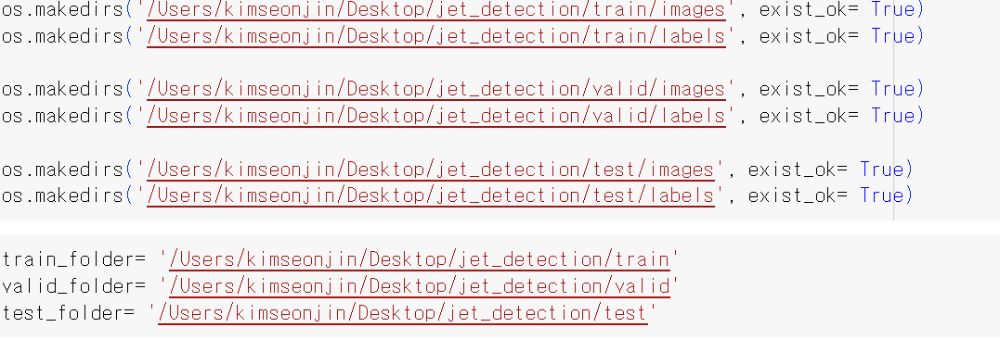 os.makedirs('/Users/kimseonjin/Desktop/jet_detection/train/images', exist_ok= True)
os.makedirs('/Users/kimseonjin/Desktop/jet_detection/train/labels', exist_ok= True)
os.makedirs('/Users/kimseonjin/Desktop/jet_detection/valid/images', exist_ok= True)
os.makedirs('/Users/kimseonjin/Desktop/jet_detection/valid/labels', exist_ok= True)
os.makedirs('/Users/kimseonjin/Desktop/jet_detection/test/images', exist_ok= True)
os.makedirs('/Users/kimseonjin/Desktop/jet_detection/test/labels', exist_ok= True)
train_folder= '/Users/kimseonjin/Desktop/jet_detection/train'
valid_folder= '/Users/kimseonjin/Desktop/jet_detection/valid'
test_folder= '/Users/kimseonjin/Desktop/jet_detection/test'